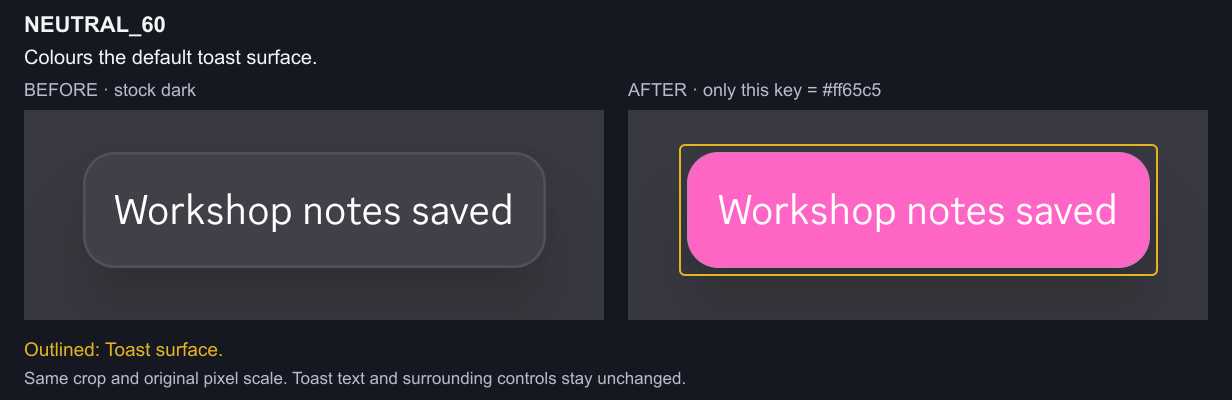 NEUTRAL_60
Colours the default toast surface.
BEFORE · stock dark
AFTER · only this key = #ff65c5
Workshop notes saved
Workshop notes saved
Outlined: Toast surface.
Same crop and original pixel scale. Toast text and surrounding controls stay unchanged.